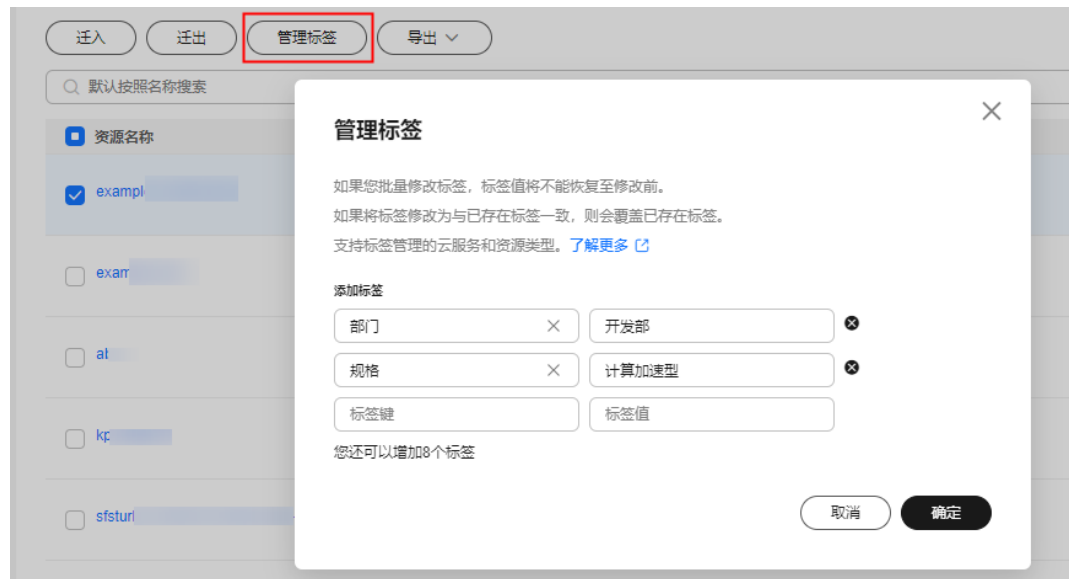 迁入 迁出 管理标签 导出
默认按照名称搜索
资源名称
管理标签
如果您批量修改标签，标签值将不能恢复至修改前。
如果将标签修改为与已存在标签一致，则会覆盖已存在标签。
支持标签管理的云服务和资源类型。了解更多
添加标签
部门 开发部
规格 计算加速型
标签键 标签值
您还可以增加8个标签
取消 确定